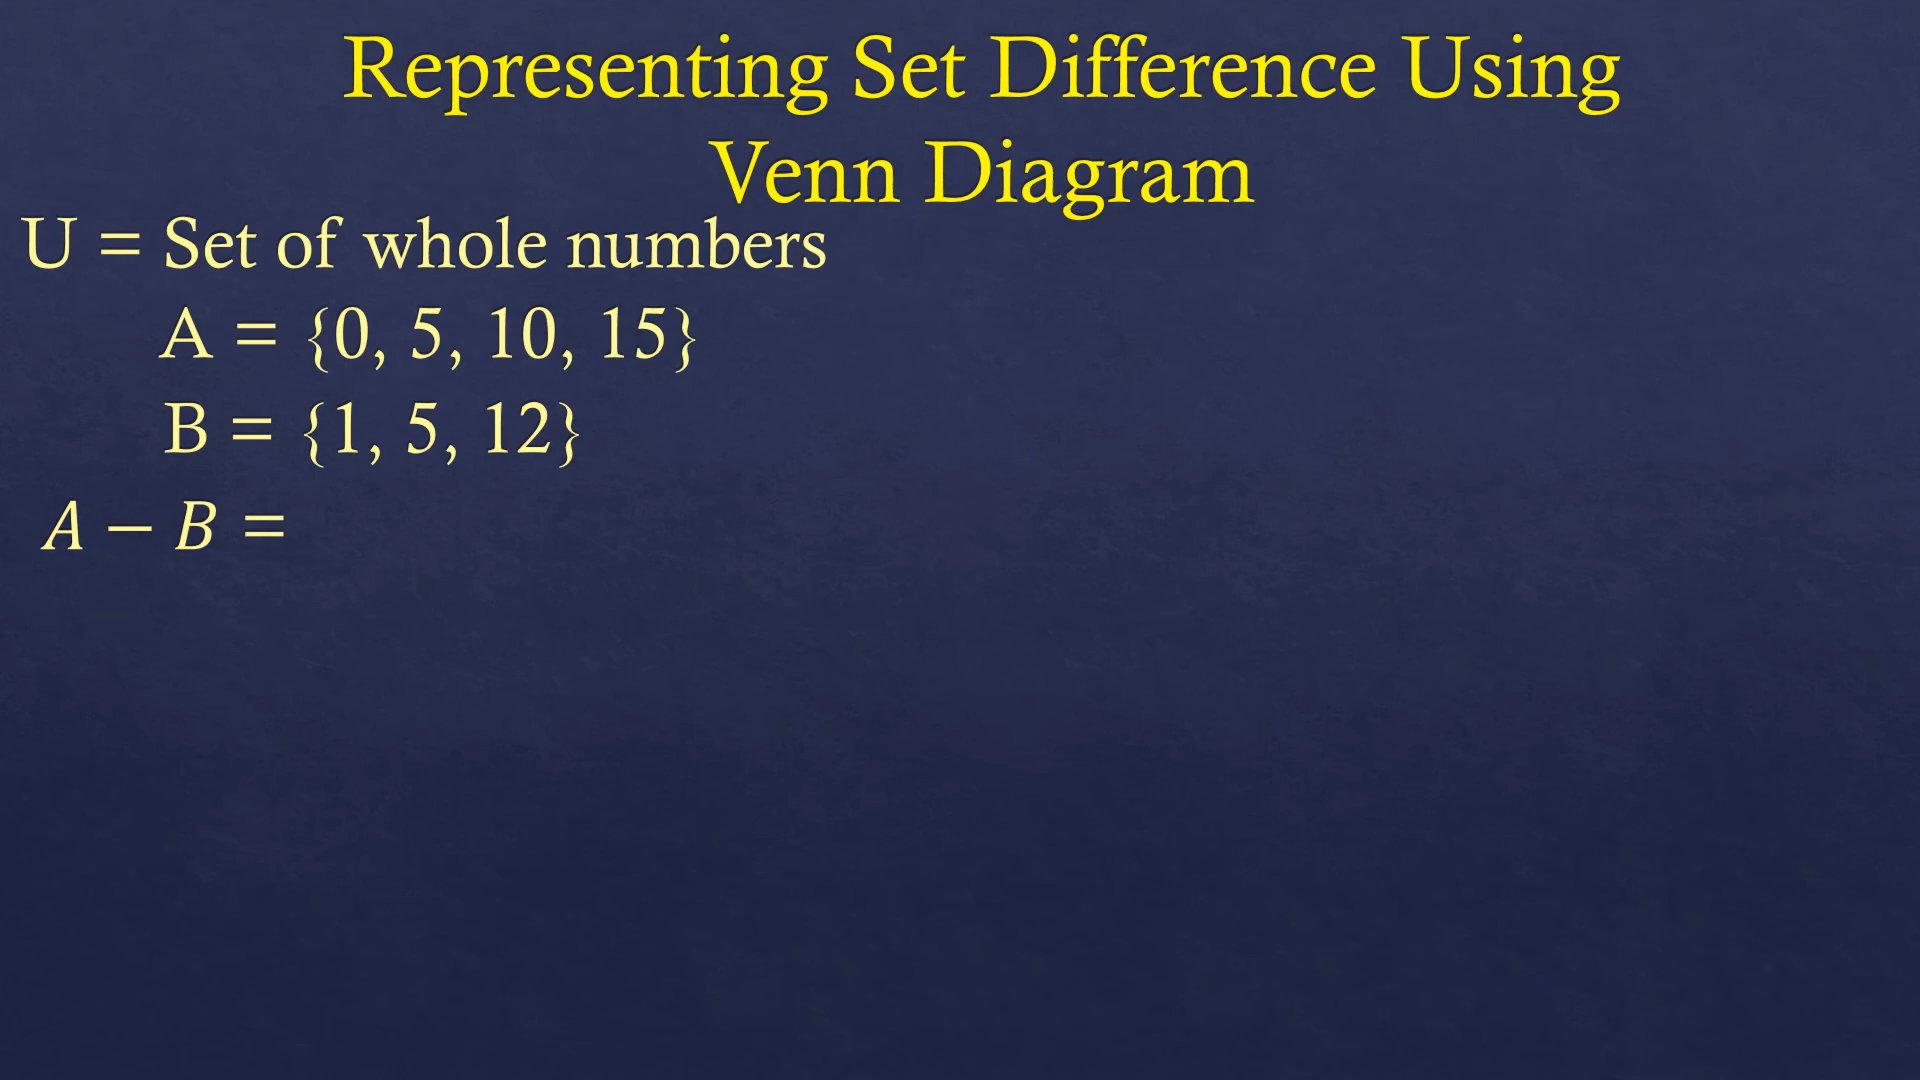 Representing Set Difference Using
Venn Diagram
U = Set of whole numbers
A = {0, 5, 10, 15}
B = {1, 5, 12}
A − B =